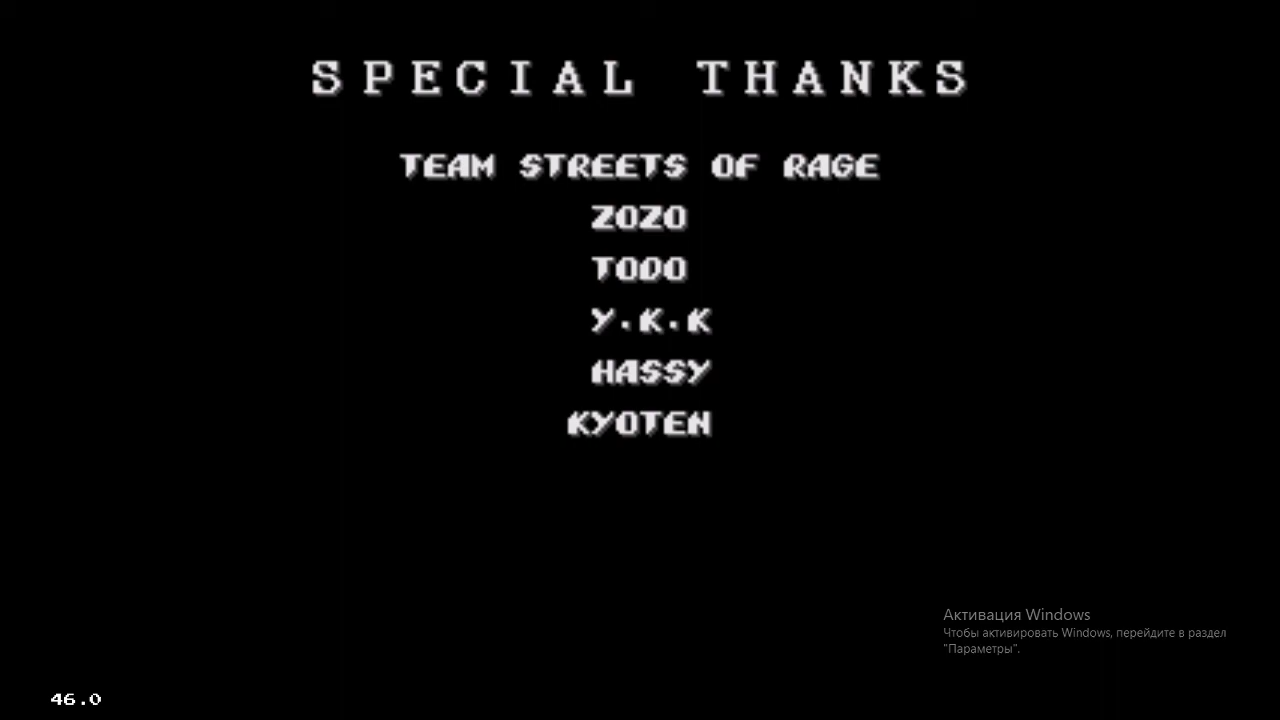 SPECIAL THANKS
TEAM STREETS OF RAGE
ZOZO
TODO
Y.K.K
HASSY
KYOTEN
Активация Windows
Чтобы активировать Windows, перейдите в раздел
"Параметры".
46.0